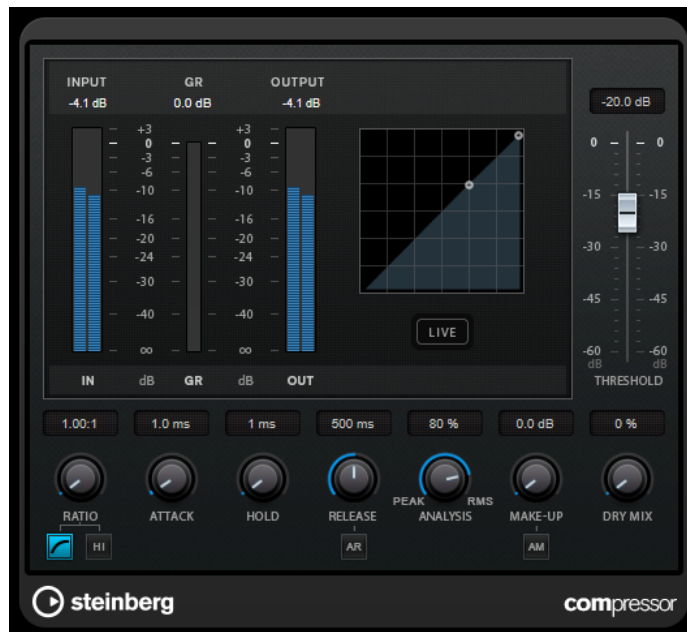 INPUT GR OUTPUT
-4.1 dB 0.0 dB -4.1 dB
-20.0 dB
+3 +3
0 0
-3 -3
-6 -6
-10 -10
-16 -16
-20 -20
-24 -24
-30 -30
-40 -40
∞ ∞
IN dB GR dB OUT
LIVE
0 0
-15 -15
-30 -30
-45 -45
-60 -60
dB dB
THRESHOLD
1.00:1 1.0 ms 1 ms 500 ms 80 % 0.0 dB 0 %
PEAK RMS
RATIO ATTACK HOLD RELEASE ANALYSIS MAKE-UP DRY MIX
HI AR AM
steinberg compressor